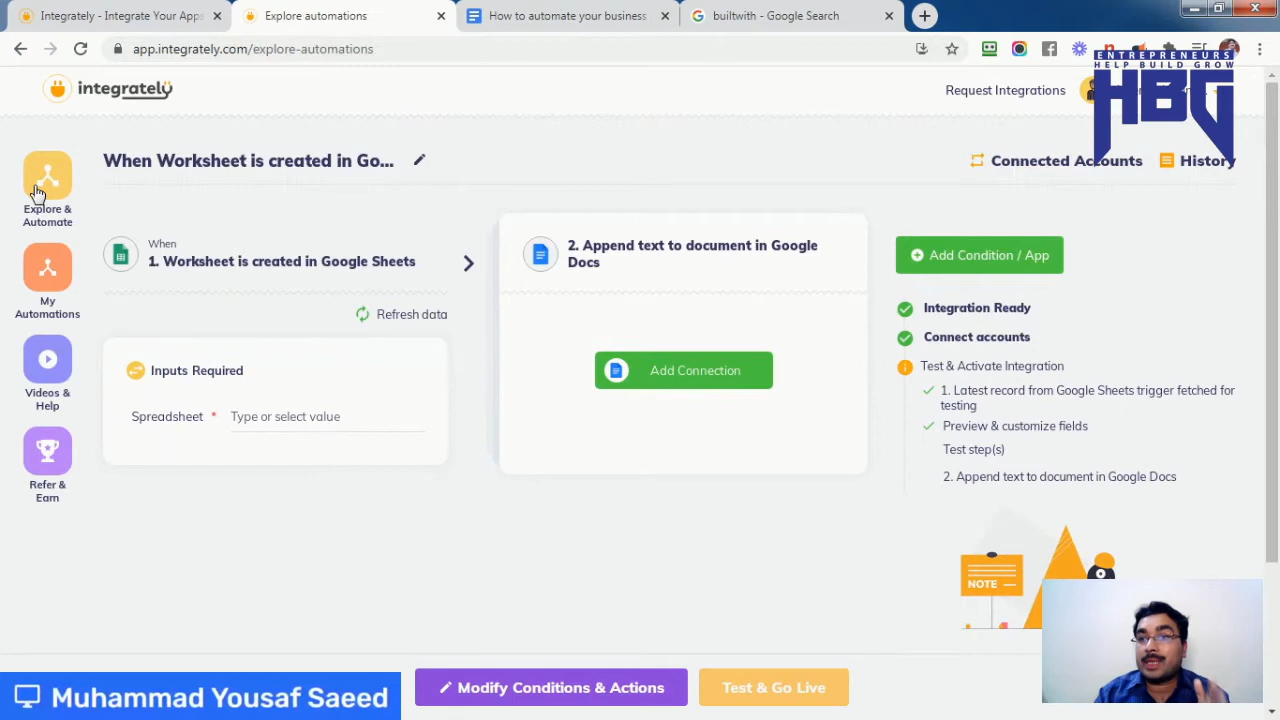 Integrately - Integrate Your Apps
Explore automations
How to automate your business
builtwith - Google Search
app.integrately.com/explore-automations
ENTREPRENEURS
HELP BUILD GROW
HBG
integrately
Request Integrations
When Worksheet is created in Go...
Connected Accounts
History
Explore &
Automate
When
1. Worksheet is created in Google Sheets
2. Append text to document in Google
Docs
Add Condition / App
My
Automations
Refresh data
Integration Ready
Connect accounts
Inputs Required
Add Connection
Test & Activate Integration
Videos &
Help
Spreadsheet * Type or select value
1. Latest record from Google Sheets trigger fetched for
testing
Preview & customize fields
Test step(s)
2. Append text to document in Google Docs
Refer &
Earn
NOTE
Muhammad Yousaf Saeed
Modify Conditions & Actions
Test & Go Live